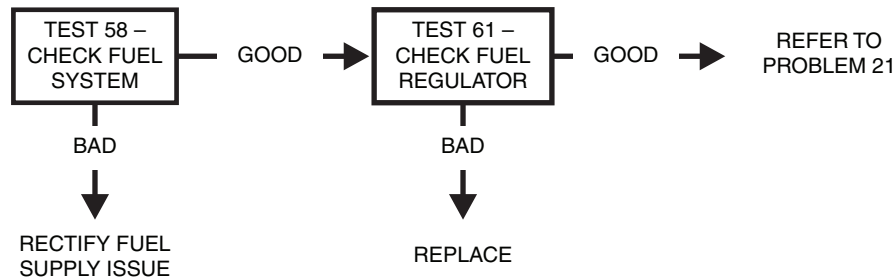 TEST 58 –
CHECK FUEL
SYSTEM
GOOD
TEST 61 –
CHECK FUEL
REGULATOR
GOOD
REFER TO
PROBLEM 21
BAD
BAD
RECTIFY FUEL
SUPPLY ISSUE
REPLACE